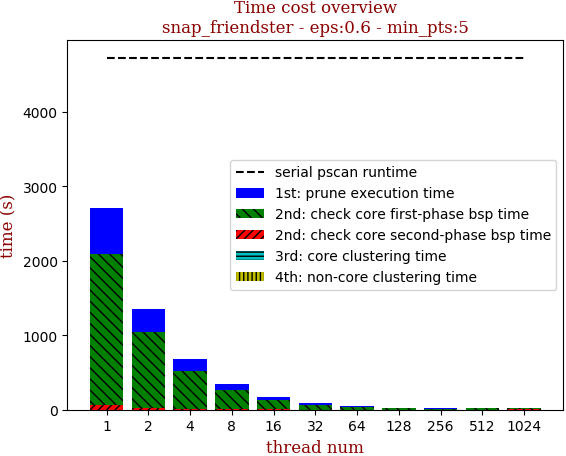 Time cost overview
snap_friendster - eps:0.6 - min_pts:5
time (s)
4000
3000
2000
1000
0
serial pscan runtime
1st: prune execution time
2nd: check core first-phase bsp time
2nd: check core second-phase bsp time
3rd: core clustering time
4th: non-core clustering time
1 2 4 8 16 32 64 128 256 512 1024
thread num